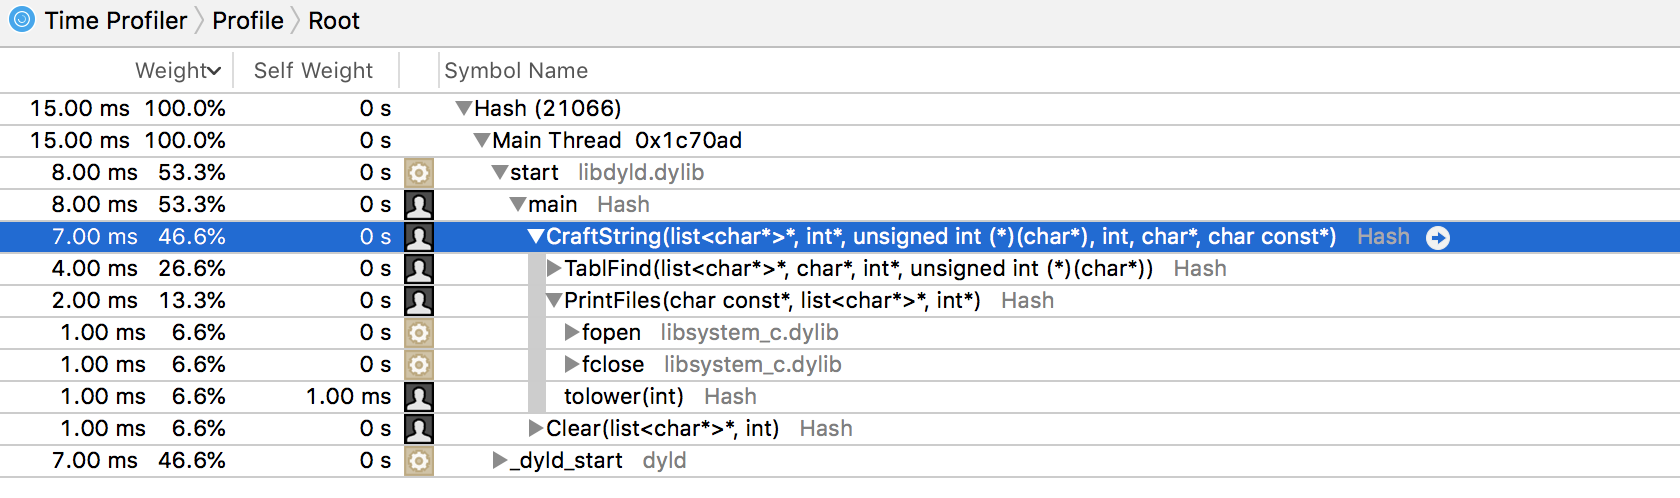 Time Profiler Profile Root
Weight Self Weight Symbol Name
15.00 ms 100.0% 0 s Hash (21066)
15.00 ms 100.0% 0 s Main Thread 0x1c70ad
8.00 ms 53.3% 0 s start libdyld.dylib
8.00 ms 53.3% 0 s main Hash
7.00 ms 46.6% 0 s CraftString(list<char*>*, int*, unsigned int (*)(char*), int, char*, char const*) Hash
4.00 ms 26.6% 0 s TablFind(list<char*>*, char*, int*, unsigned int (*)(char*)) Hash
2.00 ms 13.3% 0 s PrintFiles(char const*, list<char*>*, int*) Hash
1.00 ms 6.6% 0 s fopen libsystem_c.dylib
1.00 ms 6.6% 0 s fclose libsystem_c.dylib
1.00 ms 6.6% 1.00 ms tolower(int) Hash
1.00 ms 6.6% 0 s Clear(list<char*>*, int) Hash
7.00 ms 46.6% 0 s _dyld_start dyld